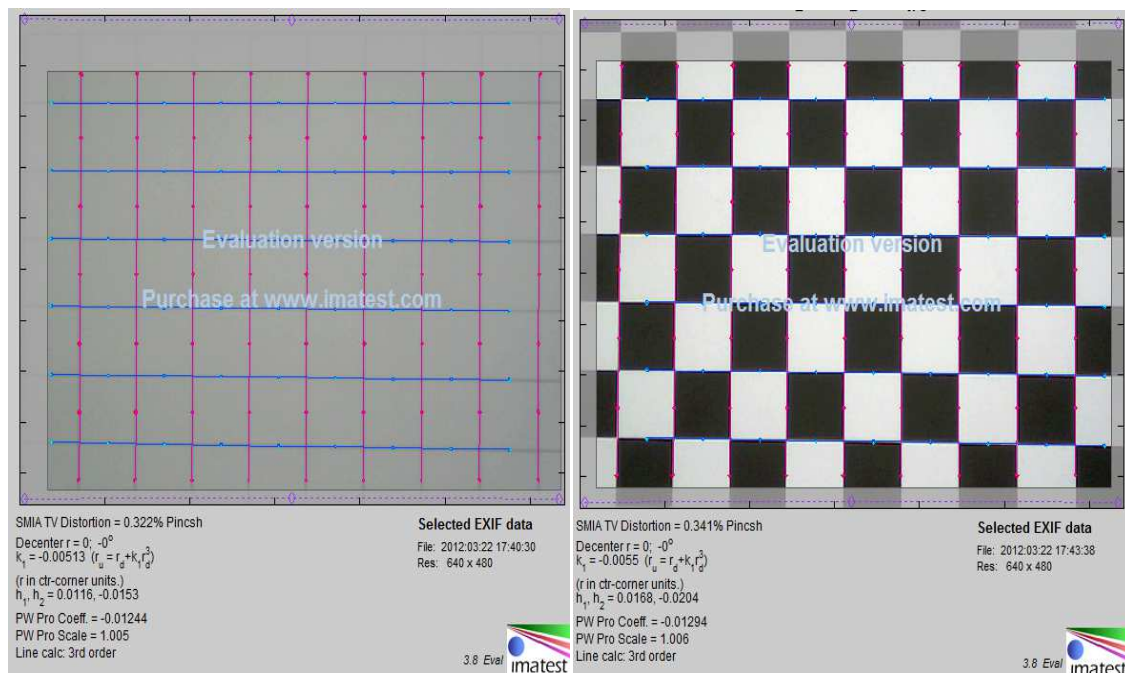 Evaluation version
Purchase at www.imatest.com
SMIA TV Distortion = 0.322% Pincsh
Decenter r = 0; -0°
k₁ = -0.00513 (rᵤ = r_d+k₁r_d³)
(r in ctr-corner units.)
h₁, h₂ = 0.0116, -0.0153
PW Pro Coeff. = -0.01244
PW Pro Scale = 1.005
Line calc: 3rd order
Selected EXIF data
File: 2012:03:22 17:40:30
Res: 640 x 480
3.8 Eval
imatest
Evaluation version
Purchase at www.imatest.com
SMIA TV Distortion = 0.341% Pincsh
Decenter r = 0; -0°
k₁ = -0.0055 (rᵤ = r_d+k₁r_d³)
(r in ctr-corner units.)
h₁, h₂ = 0.0168, -0.0204
PW Pro Coeff. = -0.01294
PW Pro Scale = 1.006
Line calc: 3rd order
Selected EXIF data
File: 2012:03:22 17:43:38
Res: 640 x 480
3.8 Eval
imatest